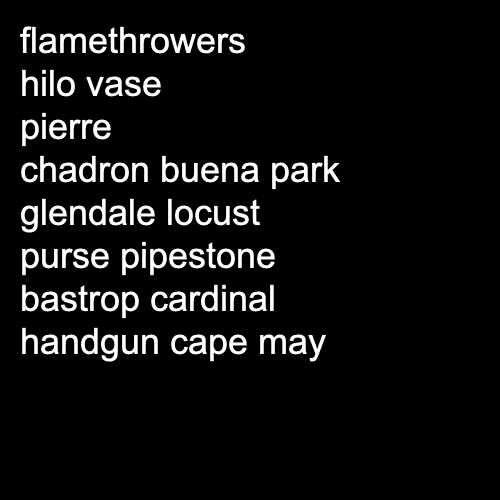 flamethrowers
hilo vase
pierre
chadron buena park
glendale locust
purse pipestone
bastrop cardinal
handgun cape may